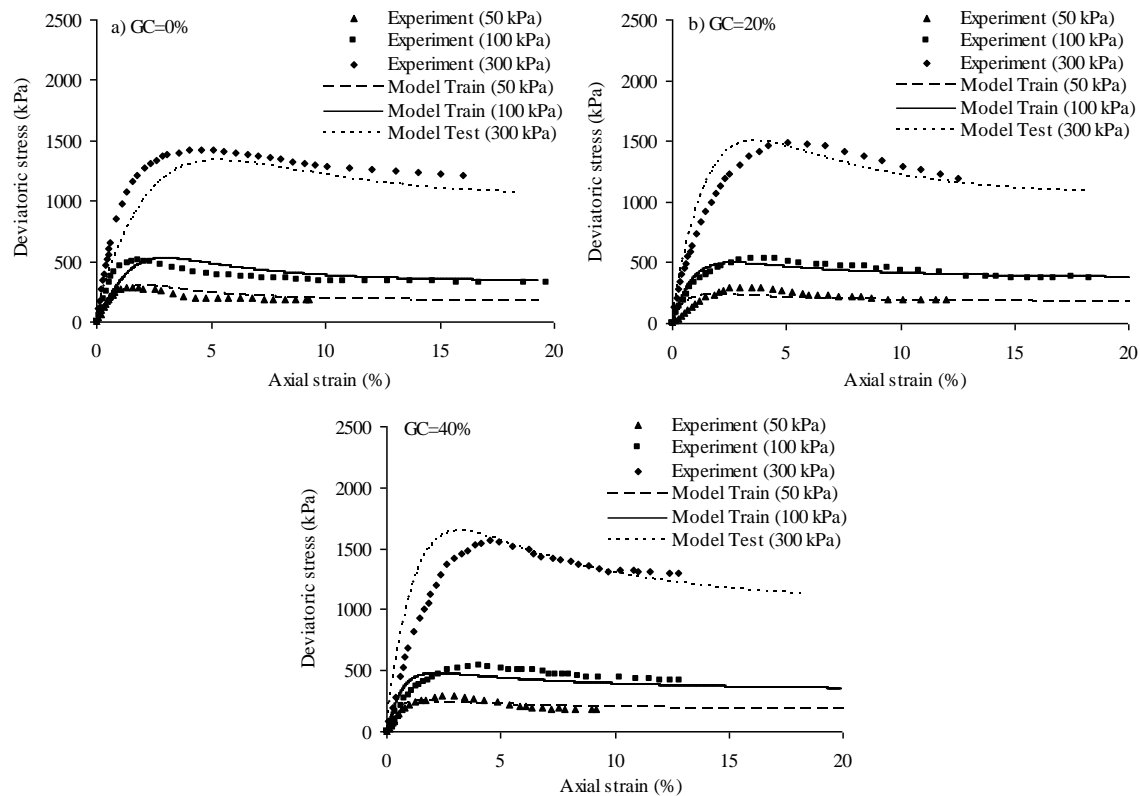 a) GC=0%
Experiment (50 kPa)
Experiment (100 kPa)
Experiment (300 kPa)
Model Train (50 kPa)
Model Train (100 kPa)
Model Test (300 kPa)
Deviatoric stress (kPa)
2500
2000
1500
1000
500
0
0 5 10 15 20
Axial strain (%)
b) GC=20%
Experiment (50 kPa)
Experiment (100 kPa)
Experiment (300 kPa)
Model Train (50 kPa)
Model Train (100 kPa)
Model Test (300 kPa)
Deviatoric stress (kPa)
2500
2000
1500
1000
500
0
0 5 10 15 20
Axial strain (%)
GC=40%
Experiment (50 kPa)
Experiment (100 kPa)
Experiment (300 kPa)
Model Train (50 kPa)
Model Train (100 kPa)
Model Test (300 kPa)
Deviatoric stress (kPa)
2500
2000
1500
1000
500
0
0 5 10 15 20
Axial strain (%)